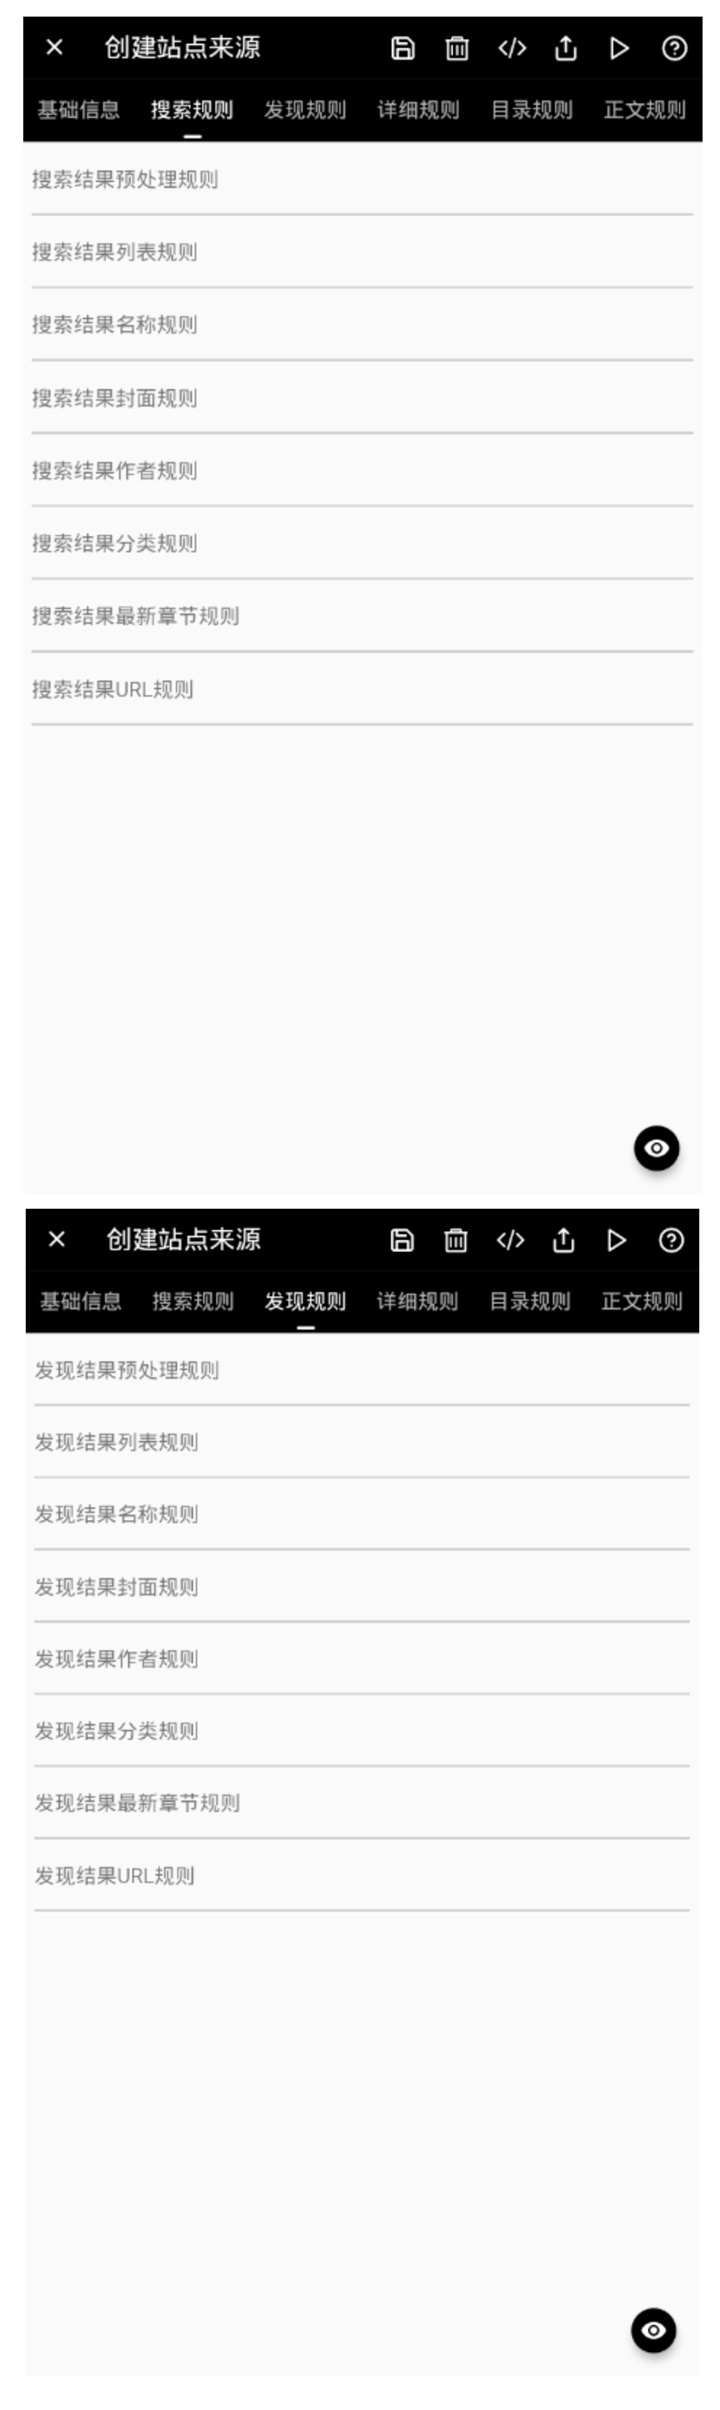 创建站点来源
基础信息 搜索规则 发现规则 详细规则 目录规则 正文规则
搜索结果预处理规则
搜索结果列表规则
搜索结果名称规则
搜索结果封面规则
搜索结果作者规则
搜索结果分类规则
搜索结果最新章节规则
搜索结果URL规则
创建站点来源
基础信息 搜索规则 发现规则 详细规则 目录规则 正文规则
发现结果预处理规则
发现结果列表规则
发现结果名称规则
发现结果封面规则
发现结果作者规则
发现结果分类规则
发现结果最新章节规则
发现结果URL规则